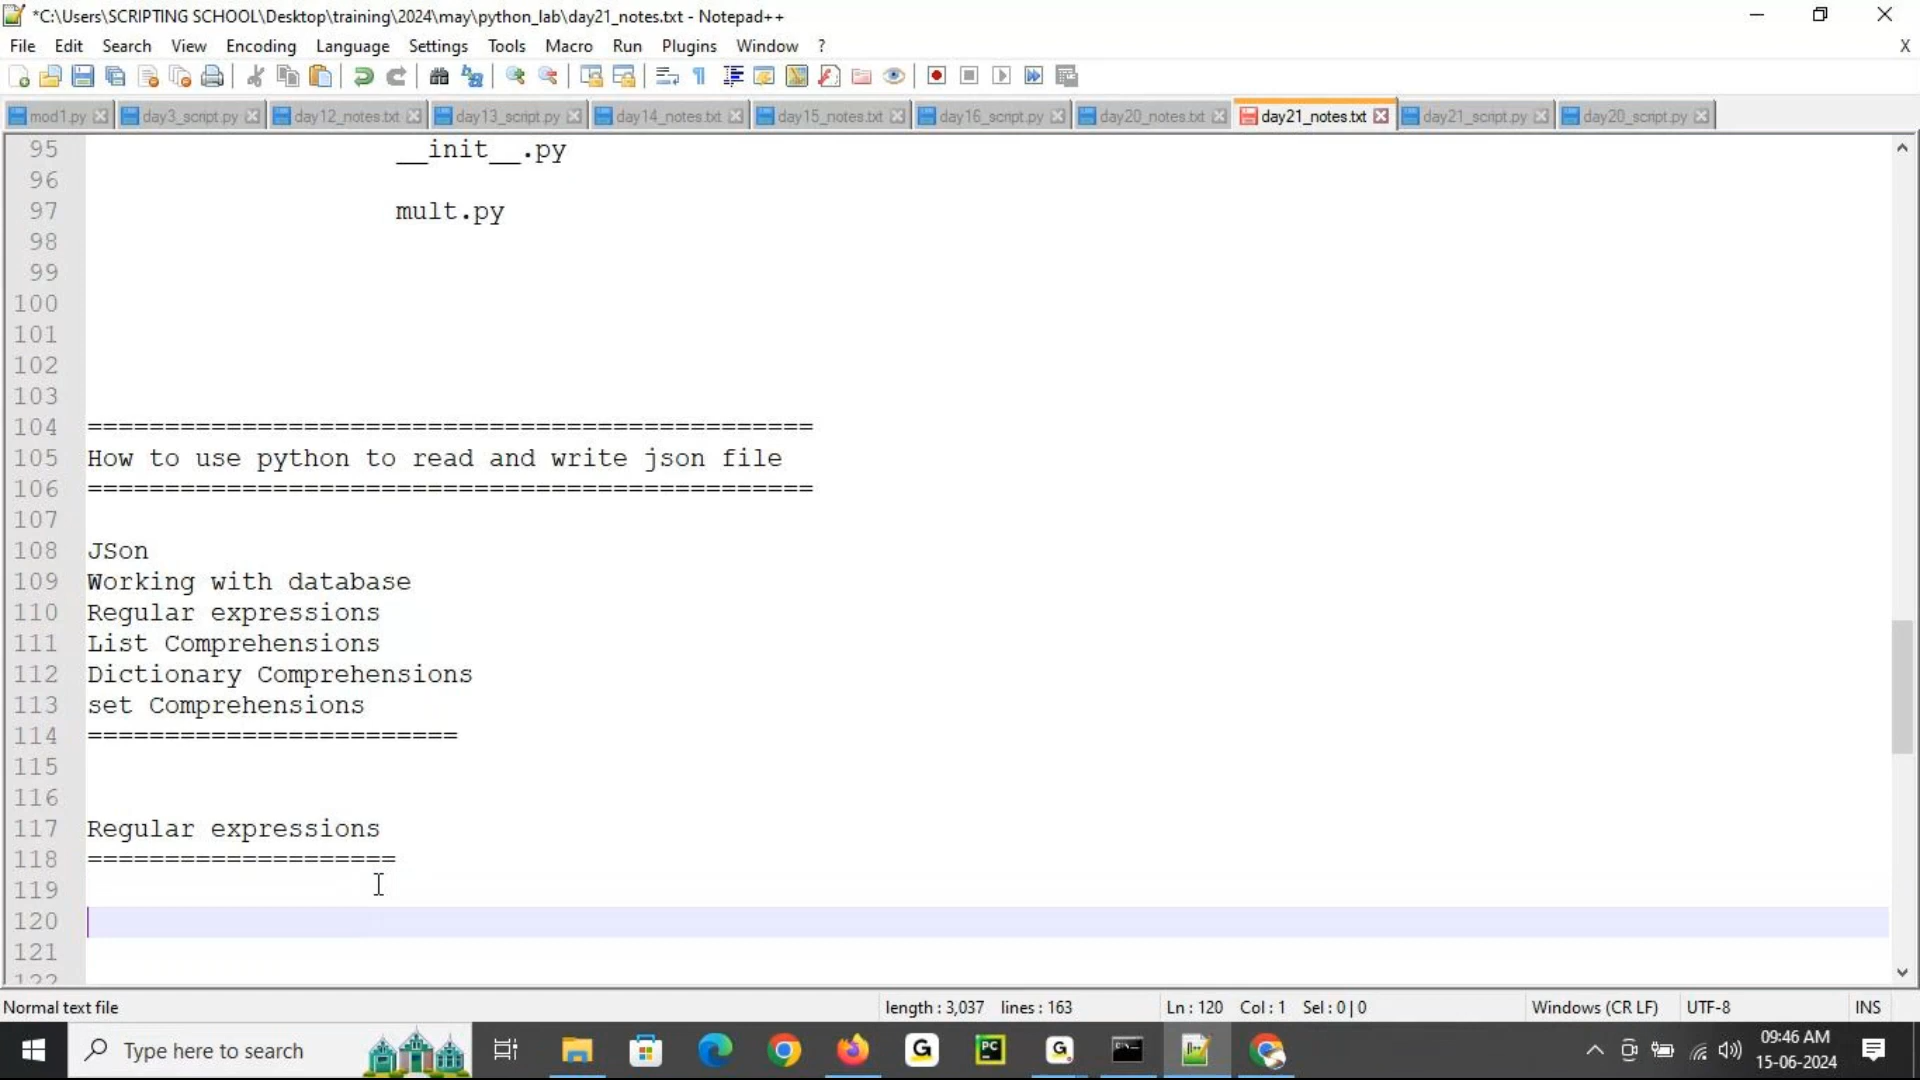 *C:\Users\SCRIPTING SCHOOL\Desktop\training\2024\may\python_lab\day21_notes.txt - Notepad++
File Edit Search View Encoding Language Settings Tools Macro Run Plugins Window ? X
mod1.py day3_script.py day12_notes.txt day13_script.py day14_notes.txt day15_notes.txt day16_script.py day20_notes.txt day21_notes.txt day21_script.py day20_script.py
95 __init__.py
96
97 mult.py
98
99
100
101
102
103
104 ===============================================
105 How to use python to read and write json file
106 ===============================================
107
108 JSon
109 Working with database
110 Regular expressions
111 List Comprehensions
112 Dictionary Comprehensions
113 set Comprehensions
114 ========================
115
116
117 Regular expressions
118 ====================
119
120
121
122
Normal text file length : 3,037 lines : 163 Ln : 120 Col : 1 Sel : 0 | 0 Windows (CR LF) UTF-8 INS
Type here to search 09:46 AM
15-06-2024